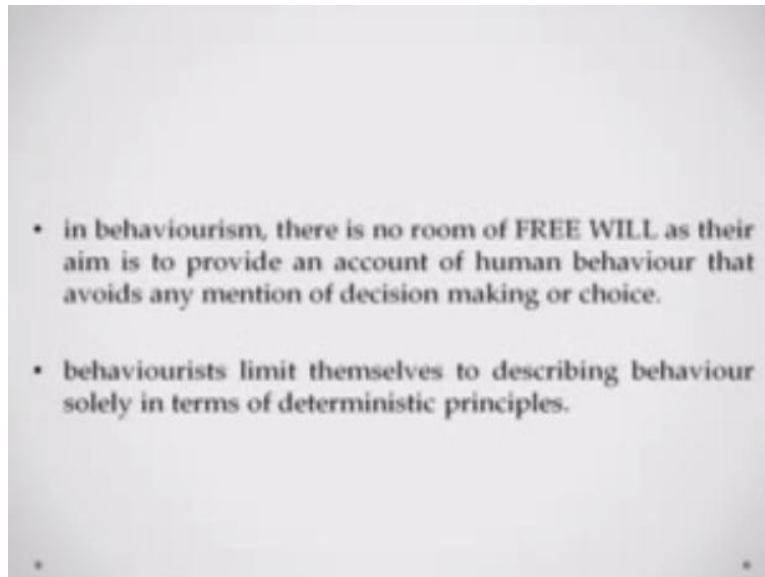 • in behaviourism, there is no room of FREE WILL as their
aim is to provide an account of human behaviour that
avoids any mention of decision making or choice.
• behaviourists limit themselves to describing behaviour
solely in terms of deterministic principles.